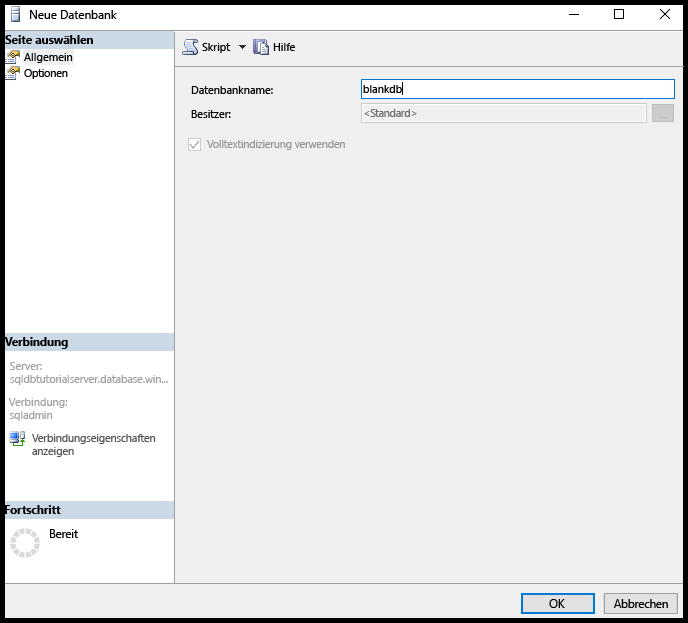 Neue Datenbank
Seite auswählen
Allgemein
Optionen
Skript
Hilfe
Datenbankname:
blankdb
Besitzer:
<Standard>
...
Volltextindizierung verwenden
Verbindung
Server:
sqldbtutorialserver.database.win...
Verbindung:
sqladmin
Verbindungseigenschaften
anzeigen
Fortschritt
Bereit
OK
Abbrechen